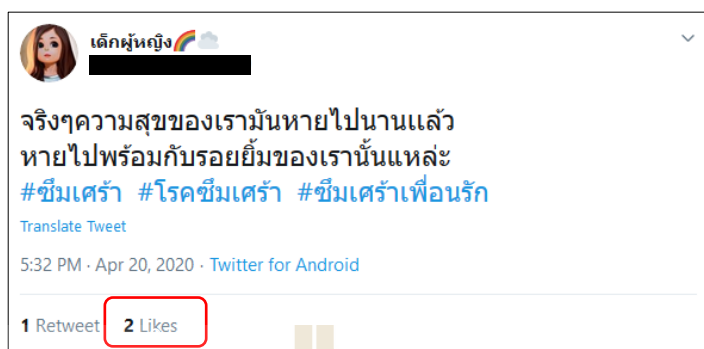 เด็กผู้หญิง🌈☁️
จริงๆความสุขของเรามันหายไปนานแล้ว
หายไปพร้อมกับรอยยิ้มของเรานั้นแหล่ะ
#ซึมเศร้า #โรคซึมเศร้า #ซึมเศร้าเพื่อนรัก
Translate Tweet
5:32 PM · Apr 20, 2020 · Twitter for Android
1 Retweet 2 Likes